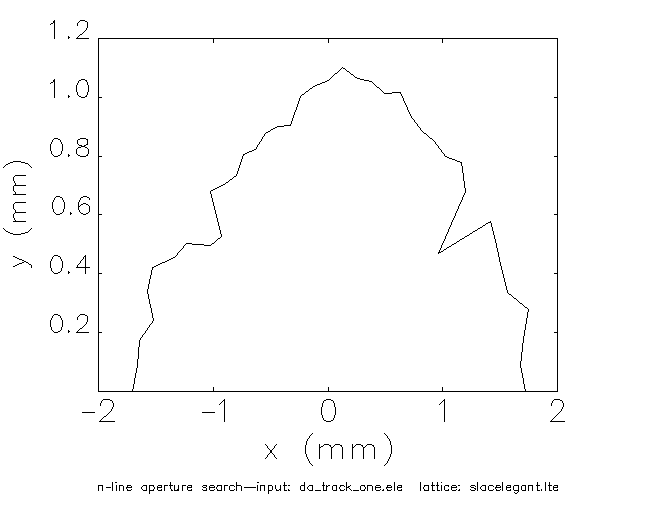 1.2
1.0
0.8
0.6
0.4
0.2
y (mm)
-2 -1 0 1 2
x (mm)
n-line aperture search--input: da_track_one.ele lattice: slacelegant.lte